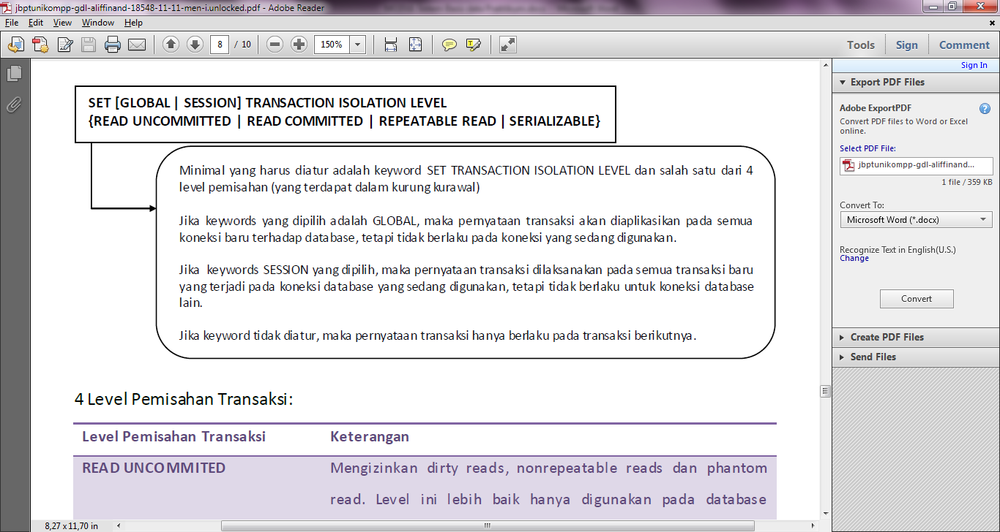 jbptunikompp-gdl-aliffinand-18548-11-11-men-i.unlocked.pdf - Adobe Reader
File Edit View Window Help
8 / 10 150% Tools Sign Comment
Sign In
SET [GLOBAL | SESSION] TRANSACTION ISOLATION LEVEL
{READ UNCOMMITTED | READ COMMITTED | REPEATABLE READ | SERIALIZABLE}
Minimal yang harus diatur adalah keyword SET TRANSACTION ISOLATION LEVEL dan salah satu dari 4
level pemisahan (yang terdapat dalam kurung kurawal)
Jika keywords yang dipilih adalah GLOBAL, maka pernyataan transaksi akan diaplikasikan pada semua
koneksi baru terhadap database, tetapi tidak berlaku pada koneksi yang sedang digunakan.
Jika keywords SESSION yang dipilih, maka pernyataan transaksi dilaksanakan pada semua transaksi baru
yang terjadi pada koneksi database yang sedang digunakan, tetapi tidak berlaku untuk koneksi database
lain.
Jika keyword tidak diatur, maka pernyataan transaksi hanya berlaku pada transaksi berikutnya.
4 Level Pemisahan Transaksi:
Level Pemisahan Transaksi Keterangan
READ UNCOMMITED Mengizinkan dirty reads, nonrepeatable reads dan phantom
read. Level ini lebih baik hanya digunakan pada database
Export PDF Files
Adobe ExportPDF
Convert PDF files to Word or Excel
online.
Select PDF File:
jbptunikompp-gdl-aliffinand...
1 file / 359 KB
Convert To:
Microsoft Word (*.docx)
Recognize Text in English(U.S.)
Change
Convert
Create PDF Files
Send Files
8,27 x 11,70 in